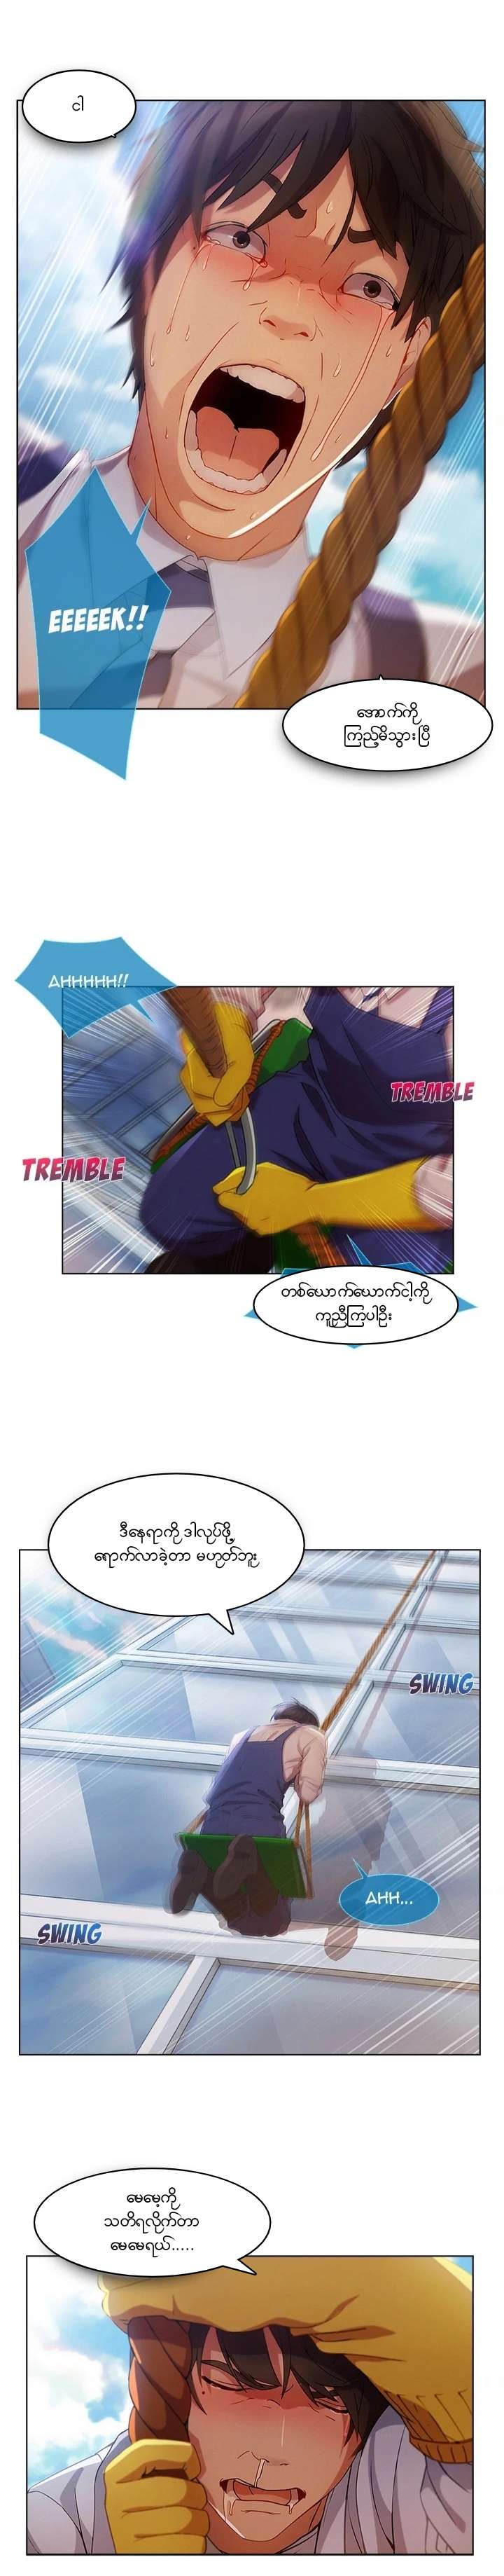 ငါ
EEEEEK!!
အောက်ကို
ကြည့်မိသွားပြီ
AHHHHH!!
TREMBLE
TREMBLE
တစ်ယောက်ယောက်ငါ့ကို
ကူညီကြပါဦး
ဒီနေရာကို ဒါလုပ်ဖို့
ရောက်လာခဲ့တာ မဟုတ်ဘူး
SWING
AHH...
SWING
မေမေ့ကို
သတိရလိုက်တာ
မေမေရယ်.....